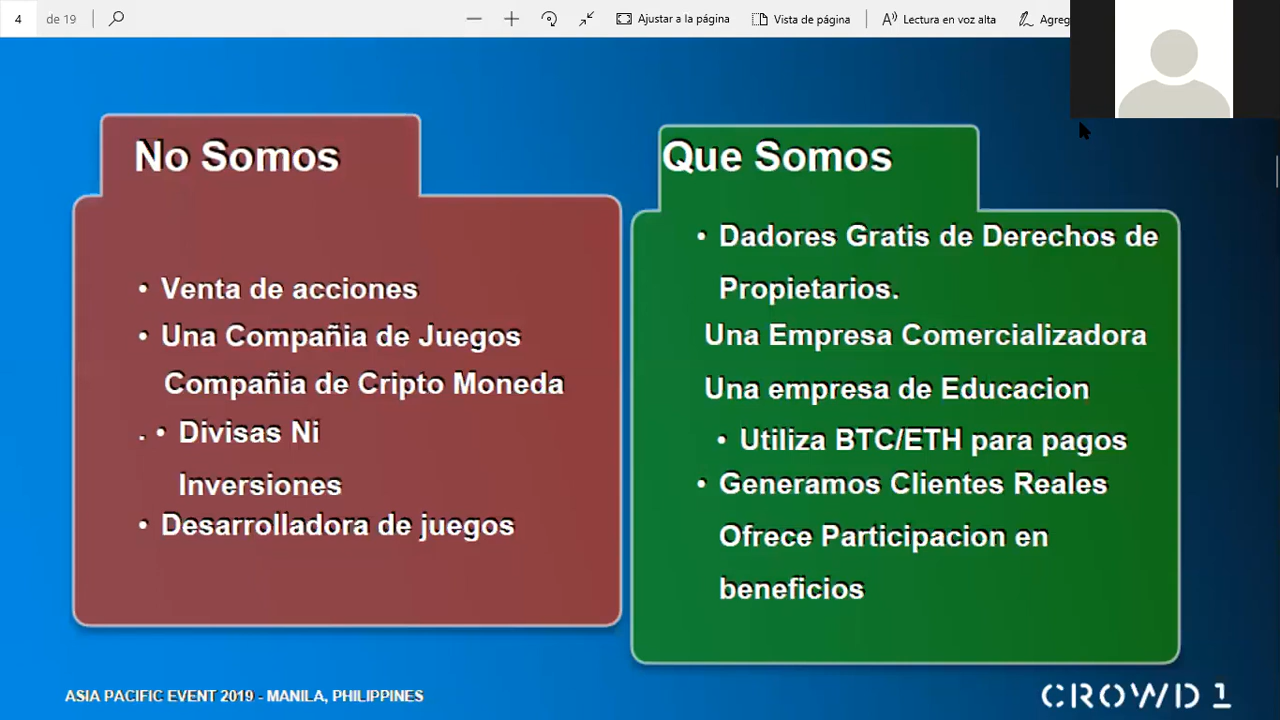 4 de 19 Ajustar a la página Vista de página Lectura en voz alta Agreg
No Somos
• Venta de acciones
• Una Compañia de Juegos
Compañia de Cripto Moneda
. • Divisas Ni
Inversiones
• Desarrolladora de juegos
Que Somos
• Dadores Gratis de Derechos de
Propietarios.
Una Empresa Comercializadora
Una empresa de Educacion
• Utiliza BTC/ETH para pagos
• Generamos Clientes Reales
Ofrece Participacion en
beneficios
ASIA PACIFIC EVENT 2019 - MANILA, PHILIPPINES
CROWD 1